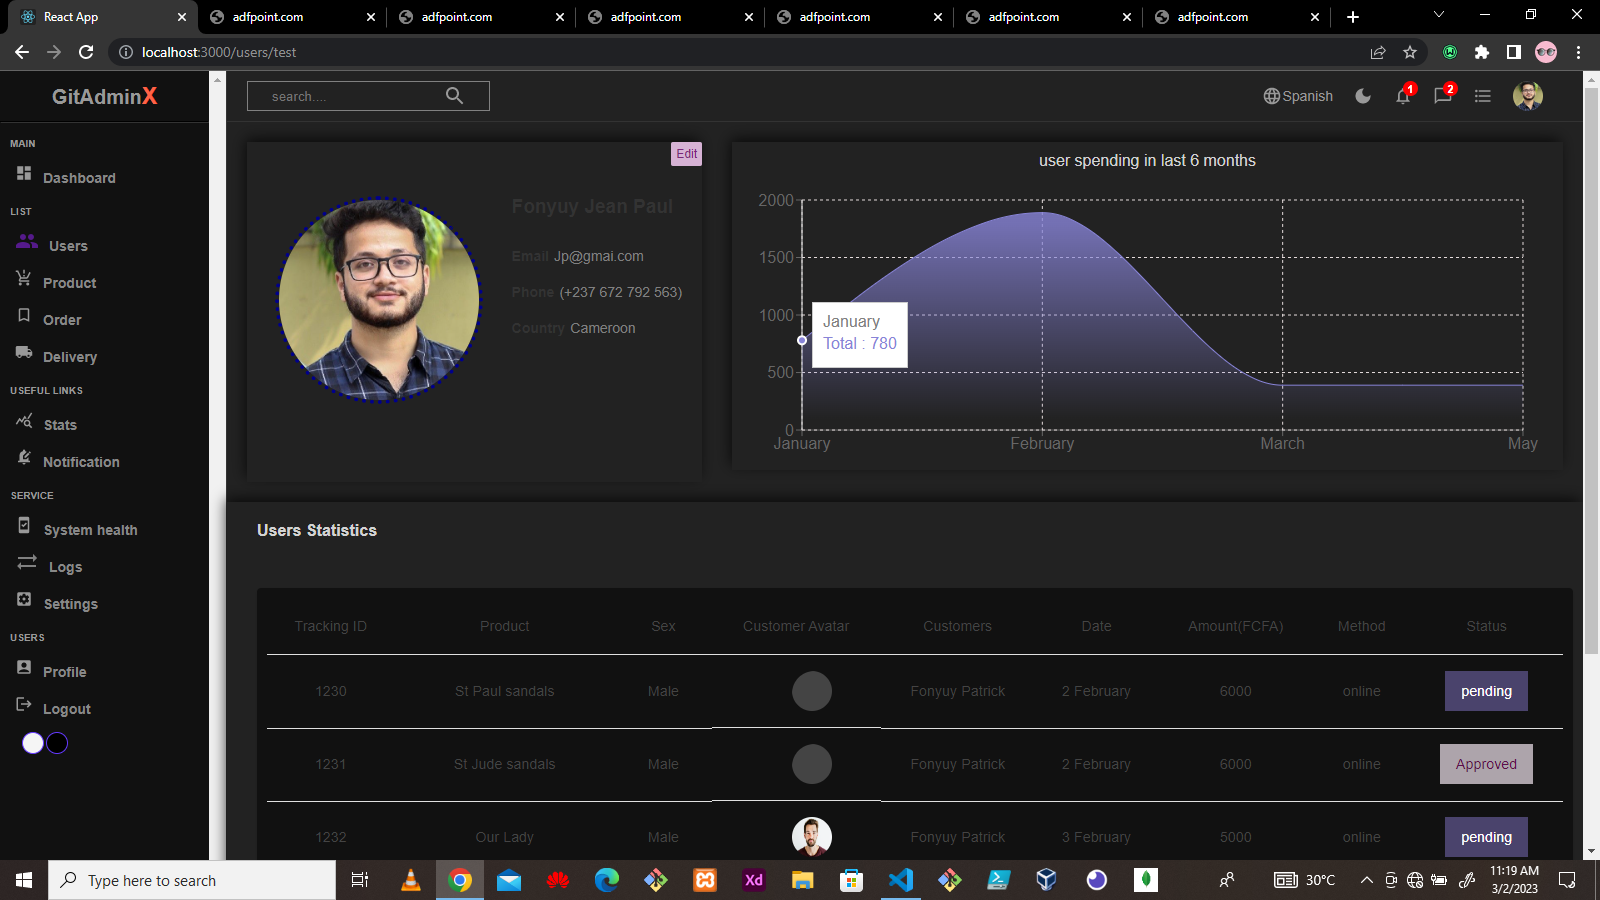 React App
adfpoint.com
adfpoint.com
adfpoint.com
adfpoint.com
adfpoint.com
adfpoint.com
localhost:3000/users/test
GitAdminX
search....
Spanish
1
2
MAIN
Dashboard
LIST
Users
Product
Order
Delivery
USEFUL LINKS
Stats
Notification
SERVICE
System health
Logs
Settings
USERS
Profile
Logout
Edit
Fonyuy Jean Paul
Email Jp@gmai.com
Phone (+237 672 792 563)
Country Cameroon
user spending in last 6 months
2000
1500
1000
500
0
January
Total : 780
January February March May
Users Statistics
Tracking ID Product Sex Customer Avatar Customers Date Amount(FCFA) Method Status
1230 St Paul sandals Male Fonyuy Patrick 2 February 6000 online pending
1231 St Jude sandals Male Fonyuy Patrick 2 February 6000 online Approved
1232 Our Lady Male Fonyuy Patrick 3 February 5000 online pending
Type here to search
Xd
30°C
11:19 AM
3/2/2023